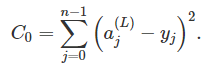 C_0 = \sum_{j=0}^{n-1} \left( a_j^{(L)} - y_j \right)^2.